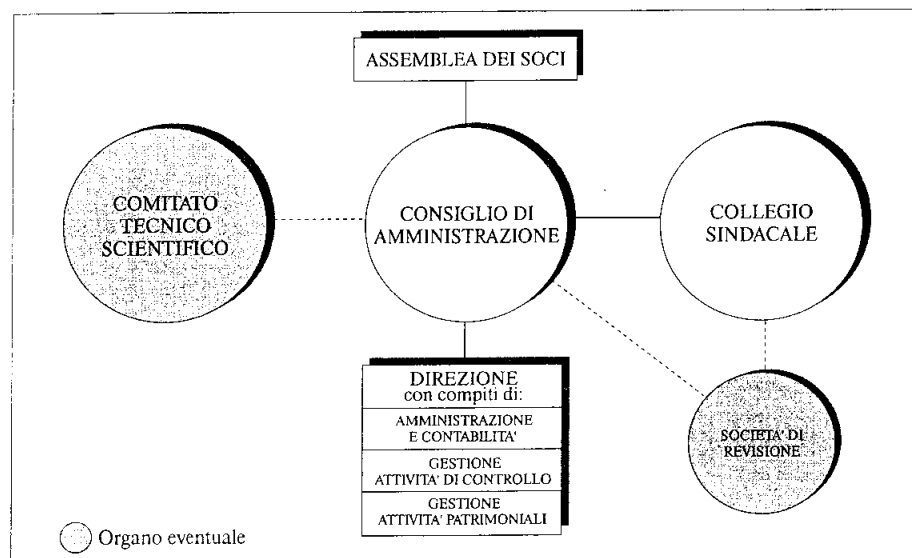 ASSEMBLEA DEI SOCI
COMITATO
TECNICO
SCIENTIFICO
CONSIGLIO DI
AMMINISTRAZIONE
COLLEGIO
SINDACALE
DIREZIONE
con compiti di:
AMMINISTRAZIONE
E CONTABILITA'
GESTIONE
ATTIVITA' DI CONTROLLO
GESTIONE
ATTIVITA' PATRIMONIALI
SOCIETA' DI
REVISIONE
Organo eventuale